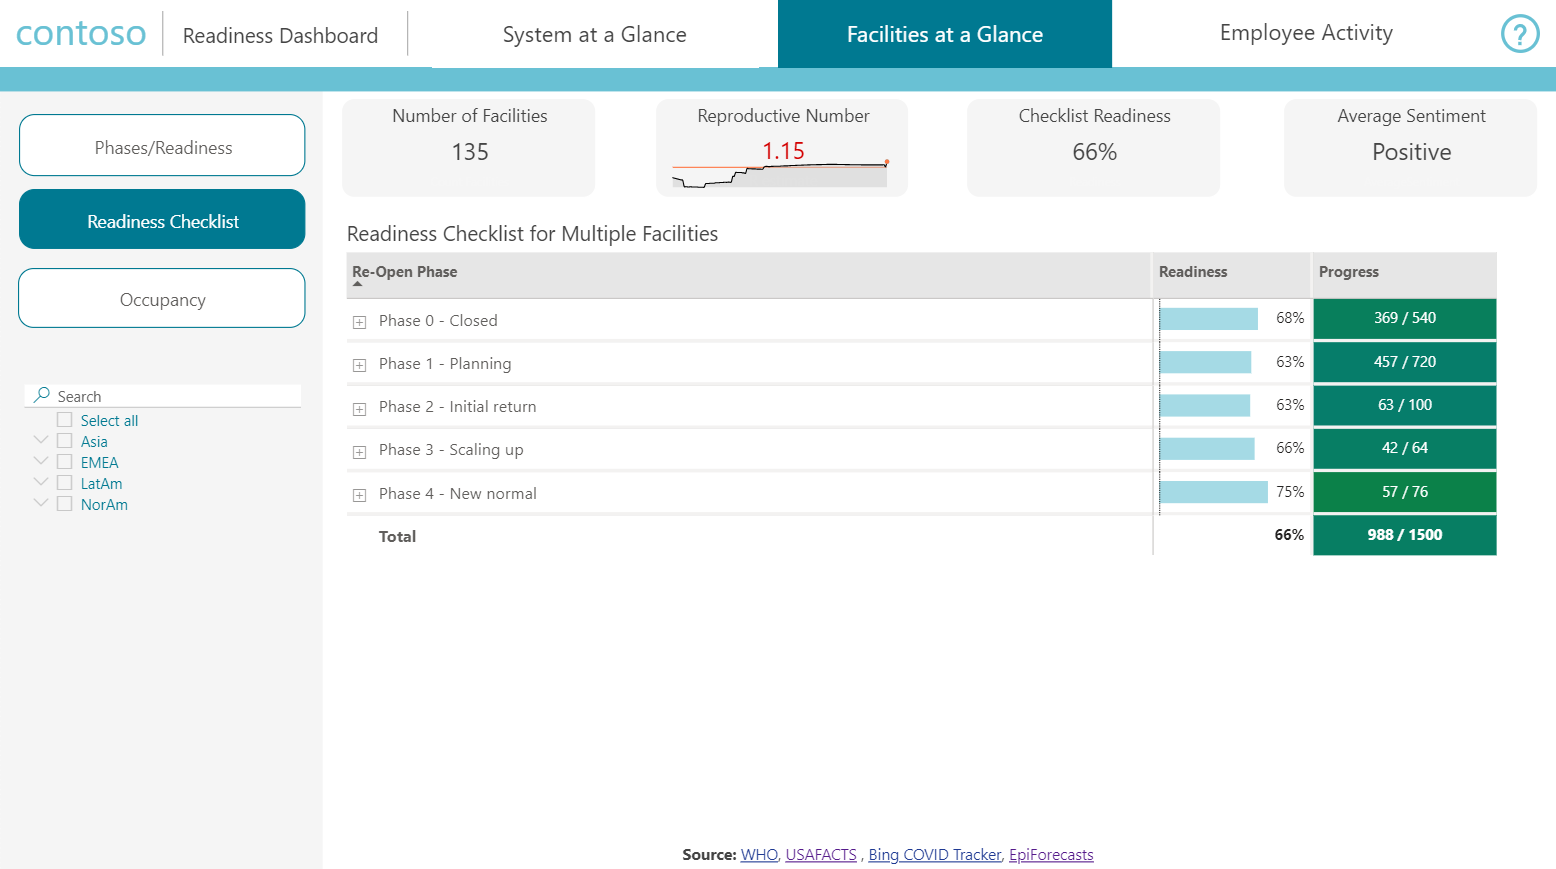 contoso
Readiness Dashboard
System at a Glance
Facilities at a Glance
Employee Activity
?
Phases/Readiness
Readiness Checklist
Occupancy
Search
Select all
Asia
EMEA
LatAm
NorAm
Number of Facilities
135
Reproductive Number
1.15
Checklist Readiness
66%
Average Sentiment
Positive
Readiness Checklist for Multiple Facilities
Re-Open Phase Readiness Progress
Phase 0 - Closed 68% 369 / 540
Phase 1 - Planning 63% 457 / 720
Phase 2 - Initial return 63% 63 / 100
Phase 3 - Scaling up 66% 42 / 64
Phase 4 - New normal 75% 57 / 76
Total 66% 988 / 1500
Source: WHO, USAFACTS , Bing COVID Tracker, EpiForecasts